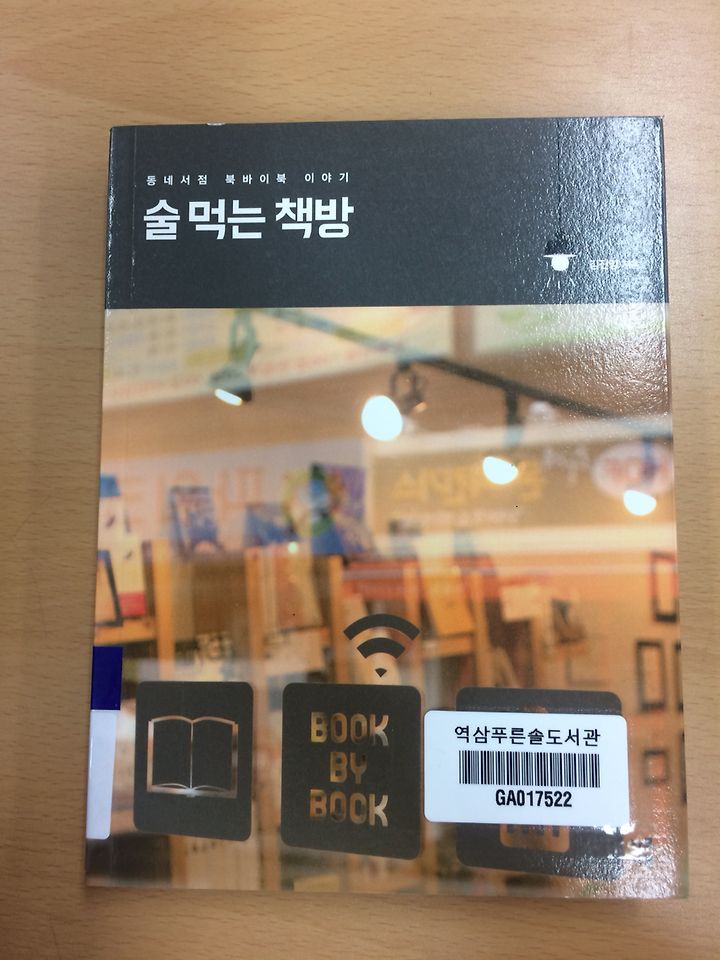 동네서점 북바이북 이야기
술 먹는 책방
BOOK
BY
BOOK
역삼푸른솔도서관
GA017522